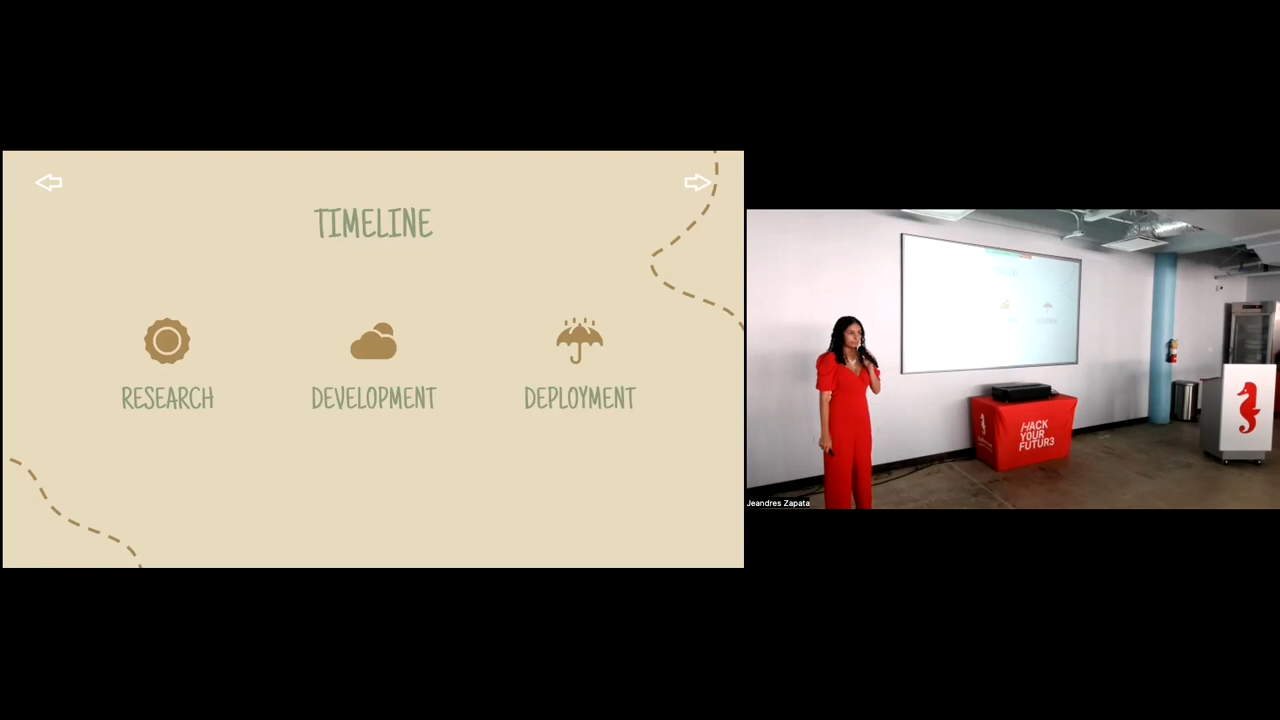 TIMELINE
RESEARCH
DEVELOPMENT
DEPLOYMENT
HACK
YOUR
FUTUR3
Jeandres Zapata